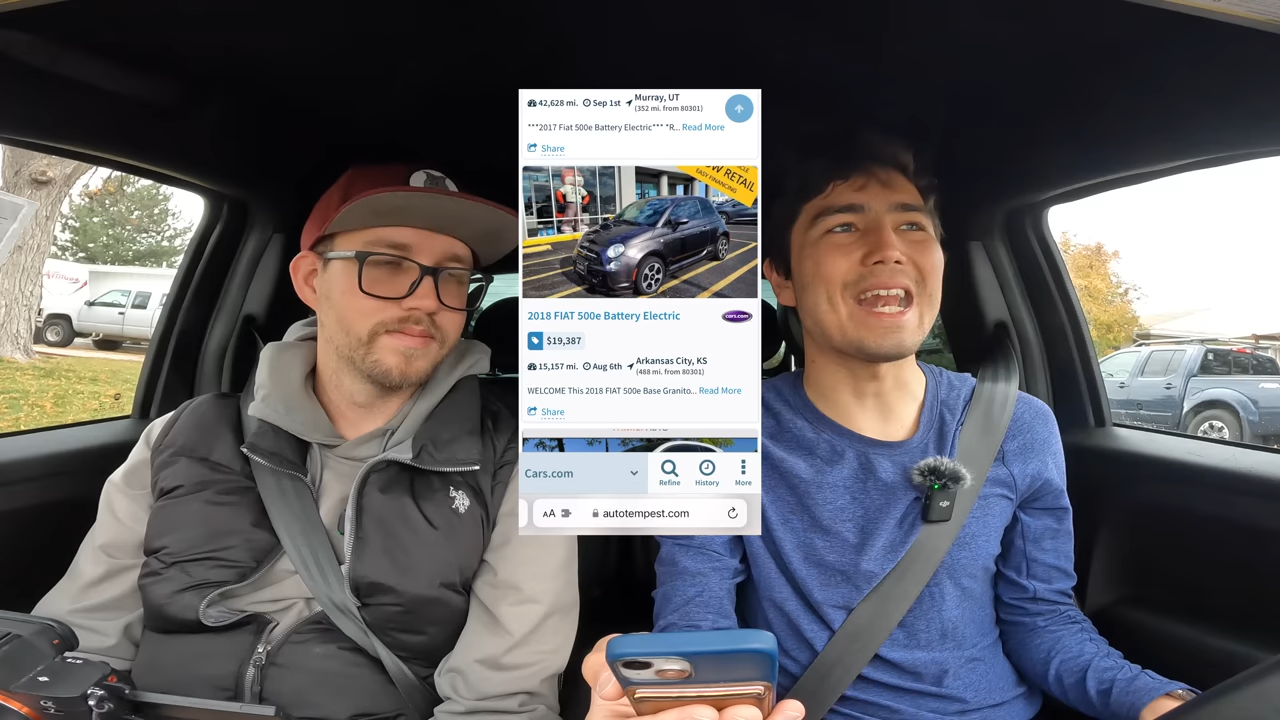 42,628 mi. Sep 1st Murray, UT
(352 mi. from 80301)
***2017 Fiat 500e Battery Electric*** *R... Read More
Share
OW RETAIL
EASY FINANCING
2018 FIAT 500e Battery Electric
cars.com
$19,387
15,157 mi. Aug 6th Arkansas City, KS
(488 mi. from 80301)
WELCOME This 2018 FIAT 500e Base Granito... Read More
Share
Cars.com
Refine
History
More
AA
autotempest.com
dji